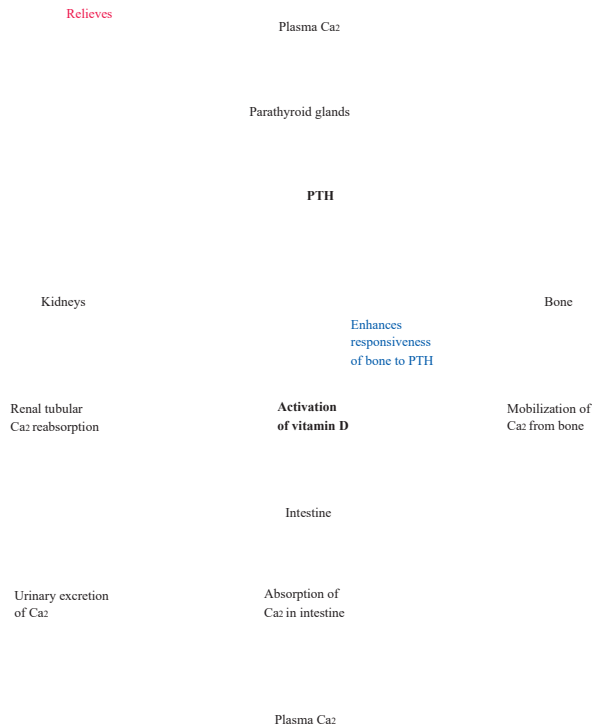 Relieves
Plasma Ca2
Parathyroid glands
PTH
Kidneys
Bone
Enhances
responsiveness
of bone to PTH
Renal tubular
Ca2 reabsorption
Activation
of vitamin D
Mobilization of
Ca2 from bone
Intestine
Urinary excretion
of Ca2
Absorption of
Ca2 in intestine
Plasma Ca2